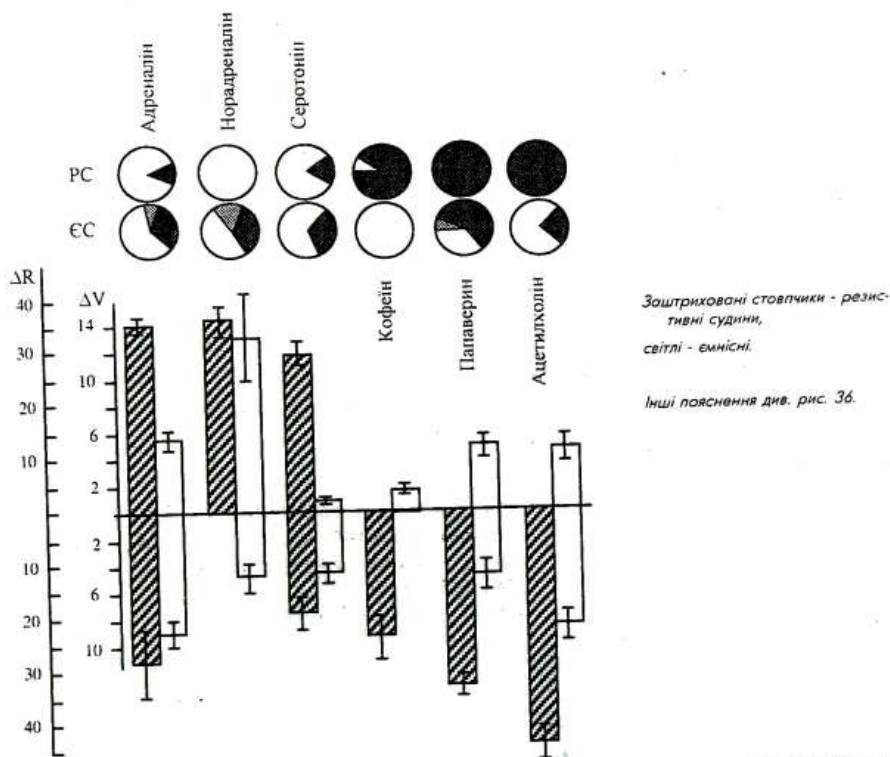 Адреналін
Норадреналін
Серотонін
РС
ЄС
Кофеїн
Папаверин
Ацетилхолін
ΔR
ΔV
40
30
20
10
10
20
30
40
14
10
6
2
2
6
10
Заштриховані стовпчики - резис-
тивні судини,
світлі - ємнісні.
Інші пояснення див. рис. 36.